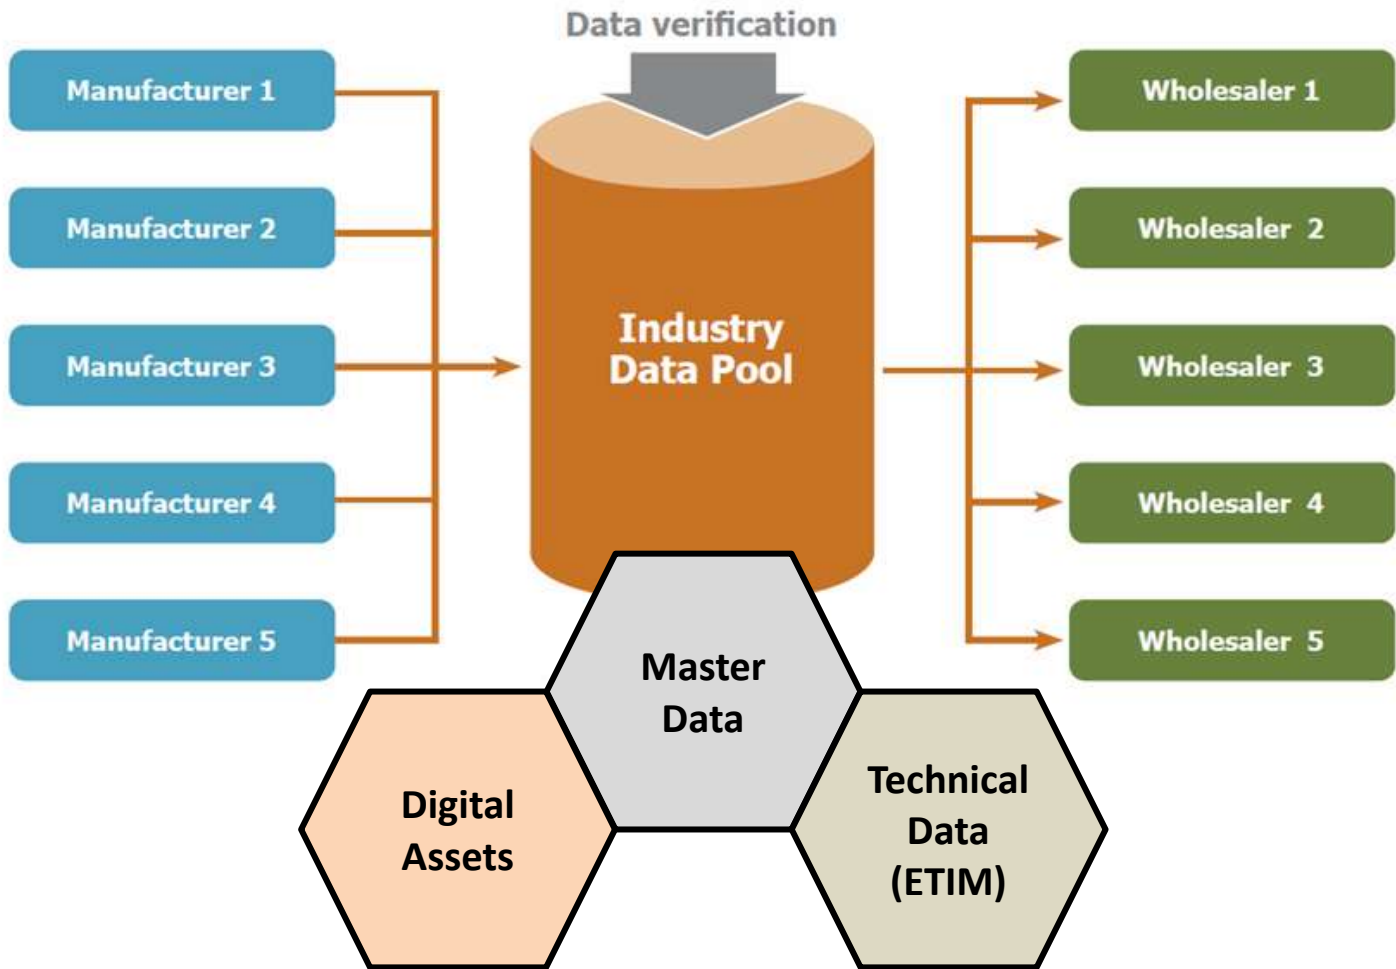 Data verification
Manufacturer 1
Manufacturer 2
Manufacturer 3
Manufacturer 4
Manufacturer 5
Industry
Data Pool
Wholesaler 1
Wholesaler 2
Wholesaler 3
Wholesaler 4
Wholesaler 5
Master
Data
Digital
Assets
Technical
Data
(ETIM)